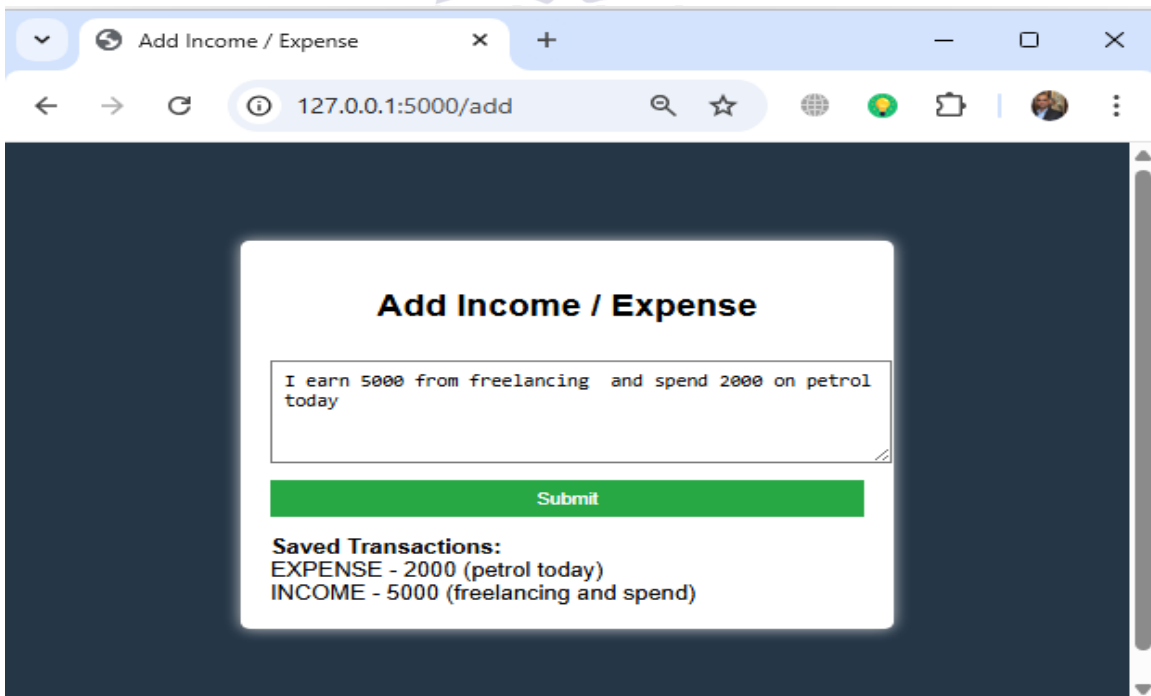 Add Income / Expense
127.0.0.1:5000/add
Add Income / Expense
I earn 5000 from freelancing  and spend 2000 on petrol
today
Submit
Saved Transactions:
EXPENSE - 2000 (petrol today)
INCOME - 5000 (freelancing and spend)